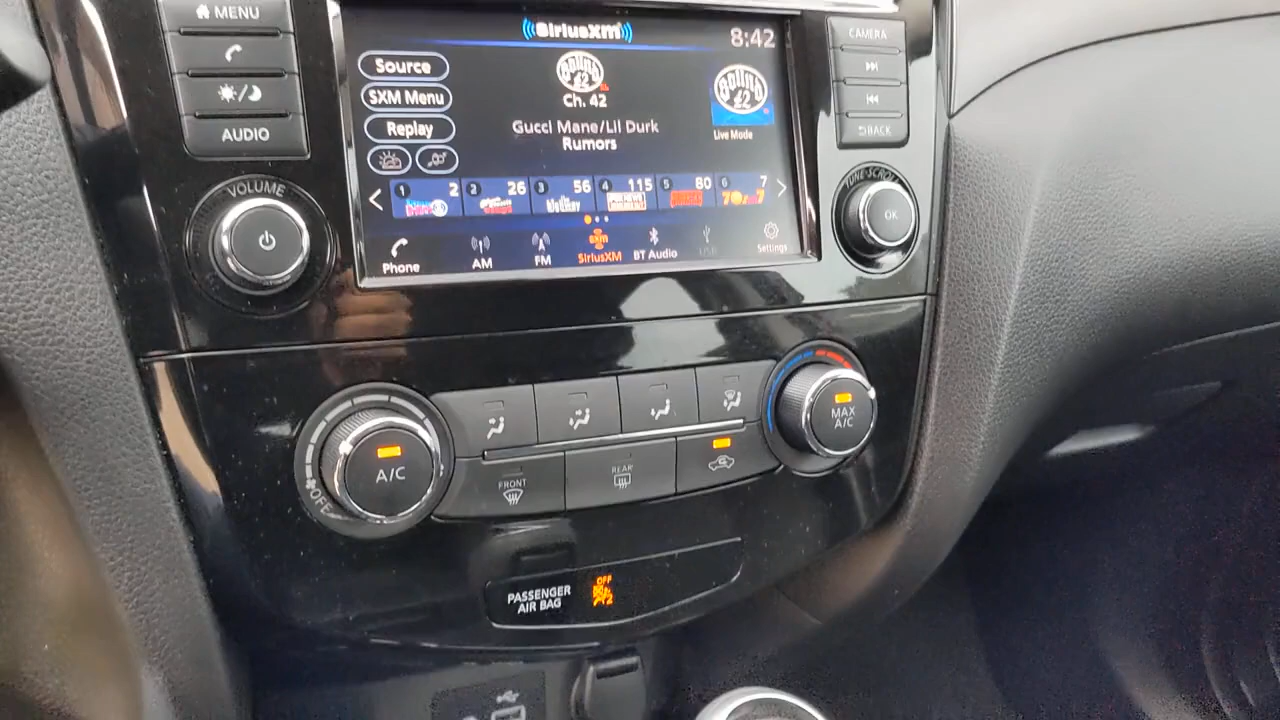 MENU
AUDIO
VOLUME
SiriusXM
8:42
Source
SXM Menu
Replay
Ch. 42
Gucci Mane/Lil Durk
Rumors
Live Mode
1 2
2 26
3 56
4 115
5 80
6 7
Phone
AM
FM
SXM
SiriusXM
BT Audio
USB
Settings
CAMERA
BACK
TUNE·SCROLL
OK
A/C
OFF
FRONT
REAR
MAX
A/C
PASSENGER
AIR BAG
OFF